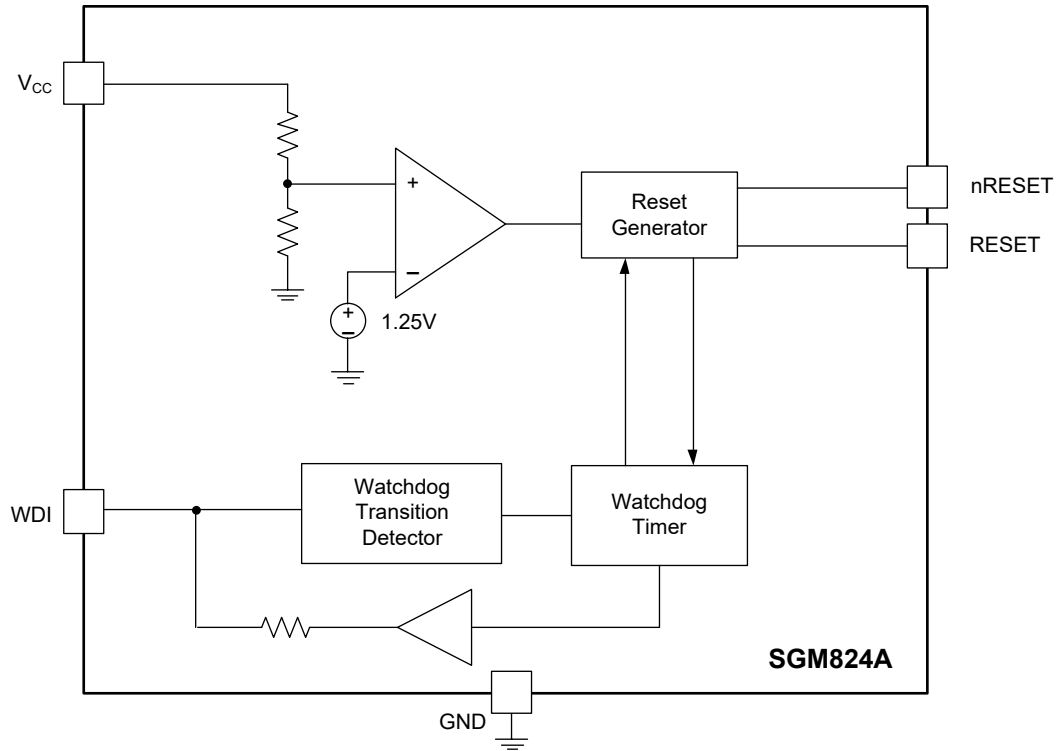 VCC
+
−
+
−
1.25V
Reset
Generator
nRESET
RESET
WDI
Watchdog
Transition
Detector
Watchdog
Timer
SGM824A
GND